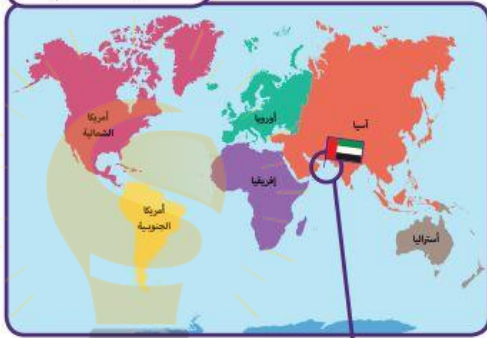 أمريكا
الشمالية
أوروبا
آسيا
إفريقيا
أمريكا
الجنوبية
أستراليا